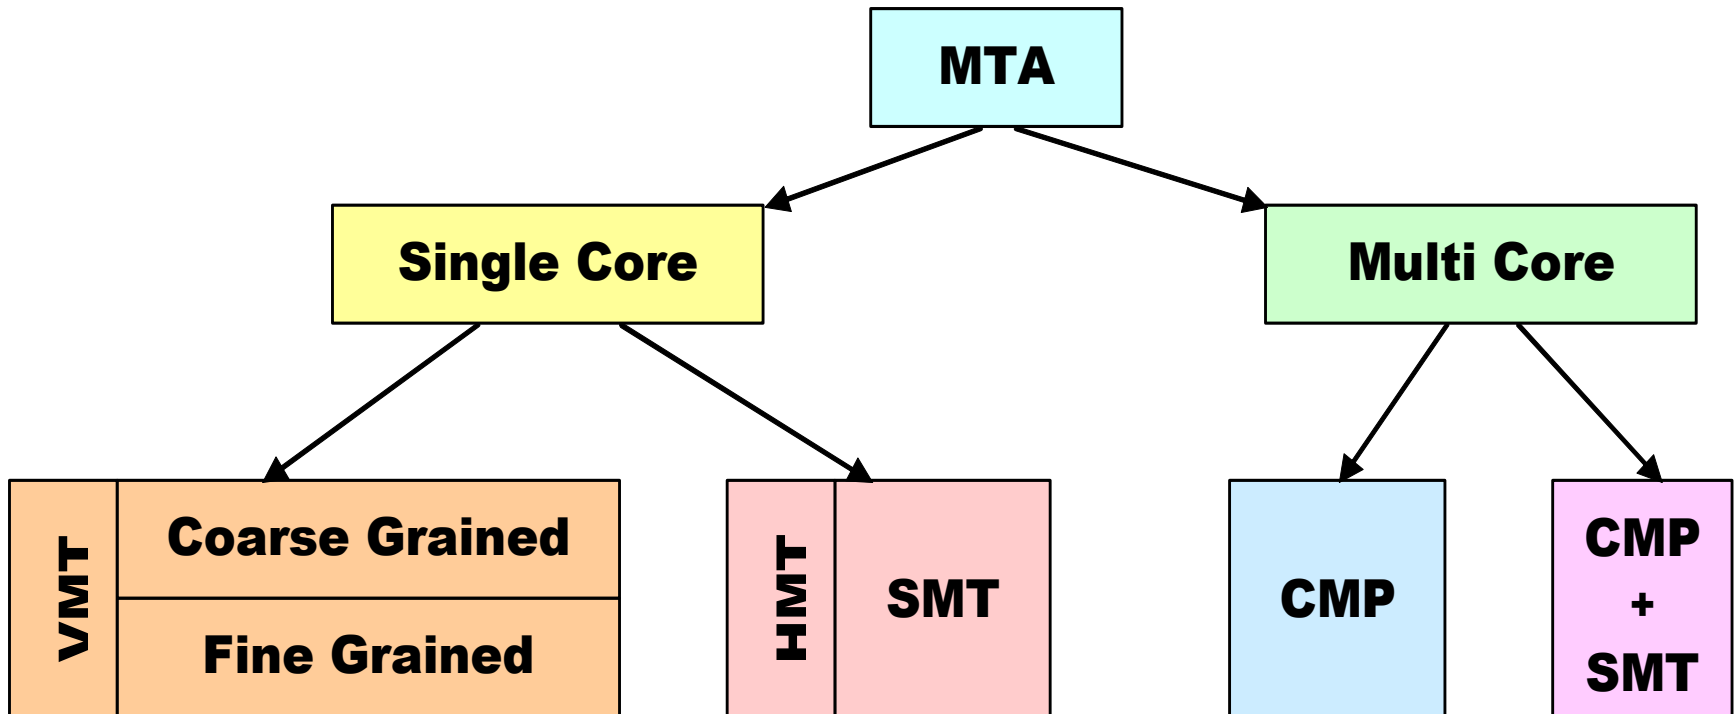 MTA
Single Core
Multi Core
VMT
Coarse Grained
Fine Grained
HMT
SMT
CMP
CMP
+
SMT